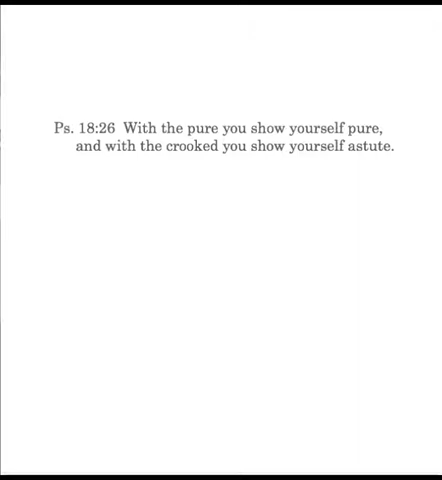 Ps. 18:26 With the pure you show yourself pure,
and with the crooked you show yourself astute.